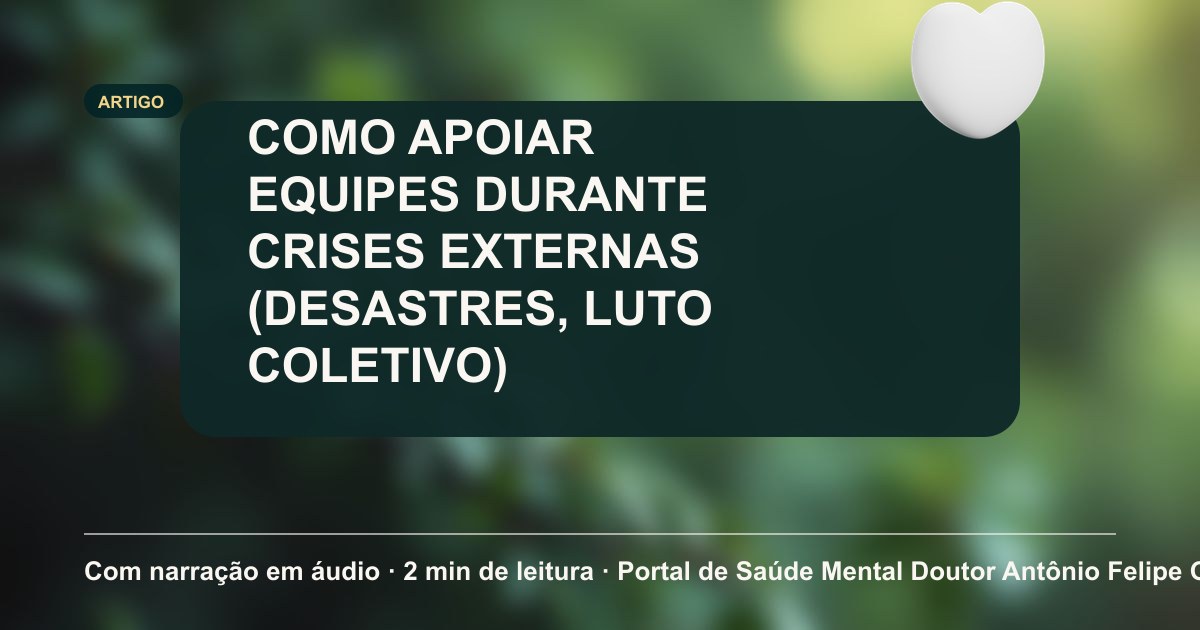 ARTIGO
COMO APOIAR
EQUIPES DURANTE
CRISES EXTERNAS
(DESASTRES, LUTO
COLETIVO)
Com narração em áudio · 2 min de leitura · Portal de Saúde Mental Doutor Antônio Felipe